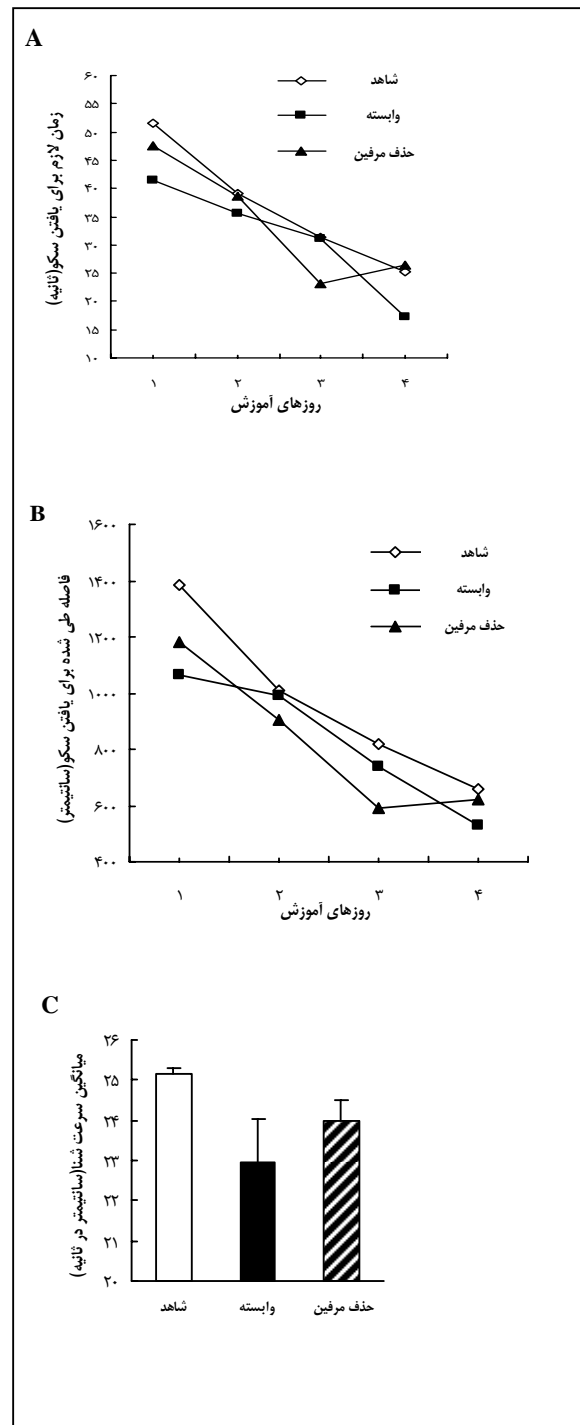 A
۶۰
۵۵
۵۰
۴۵
۴۰
۳۵
۳۰
۲۵
۲۰
۱۵
۱۰
زمان لازم برای یافتن سکو(ثانیه)
شاهد
وابسته
حذف مرفین
۱ ۲ ۳ ۴
روزهای آموزش
B
۱۶۰۰
۱۴۰۰
۱۲۰۰
۱۰۰۰
۸۰۰
۶۰۰
۴۰۰
فاصله طی شده برای یافتن سکو(سانتیمتر)
شاهد
وابسته
حذف مرفین
۱ ۲ ۳ ۴
روزهای آموزش
C
۲۶
۲۵
۲۴
۲۳
۲۲
۲۱
۲۰
میانگین سرعت شنا(سانتیمتر در ثانیه)
شاهد وابسته حذف مرفین